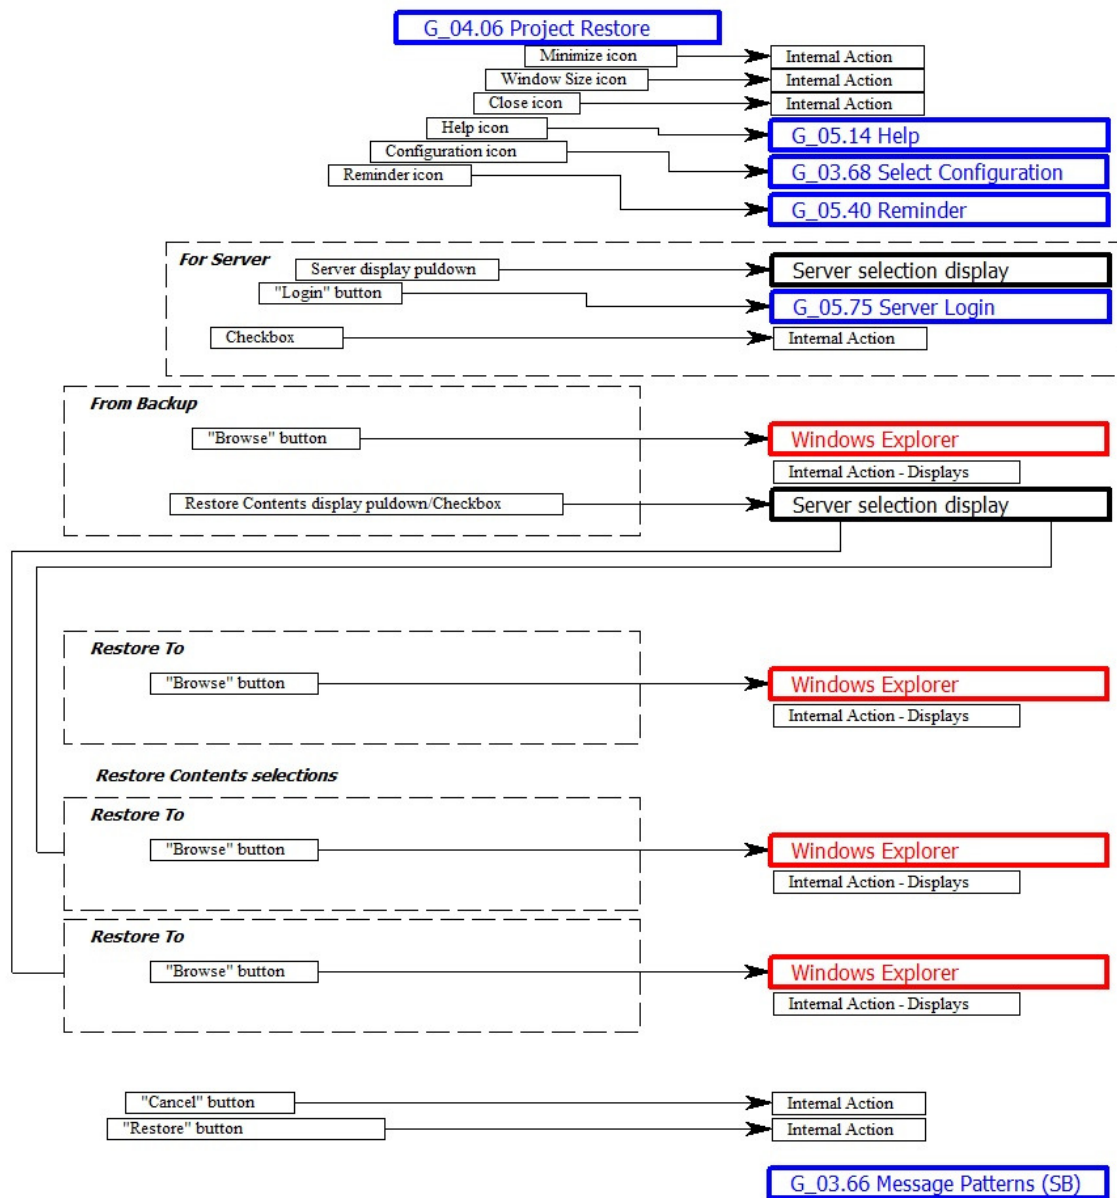 G_04.06 Project Restore
Minimize icon
Internal Action
Window Size icon
Internal Action
Close icon
Internal Action
Help icon
G_05.14 Help
Configuration icon
G_03.68 Select Configuration
Reminder icon
G_05.40 Reminder
For Server
Server display puldown
Server selection display
"Login" button
G_05.75 Server Login
Checkbox
Internal Action
From Backup
"Browse" button
Windows Explorer
Internal Action - Displays
Restore Contents display puldown/Checkbox
Server selection display
Restore To
"Browse" button
Windows Explorer
Internal Action - Displays
Restore Contents selections
Restore To
"Browse" button
Windows Explorer
Internal Action - Displays
Restore To
"Browse" button
Windows Explorer
Internal Action - Displays
"Cancel" button
Internal Action
"Restore" button
Internal Action
G_03.66 Message Patterns (SB)